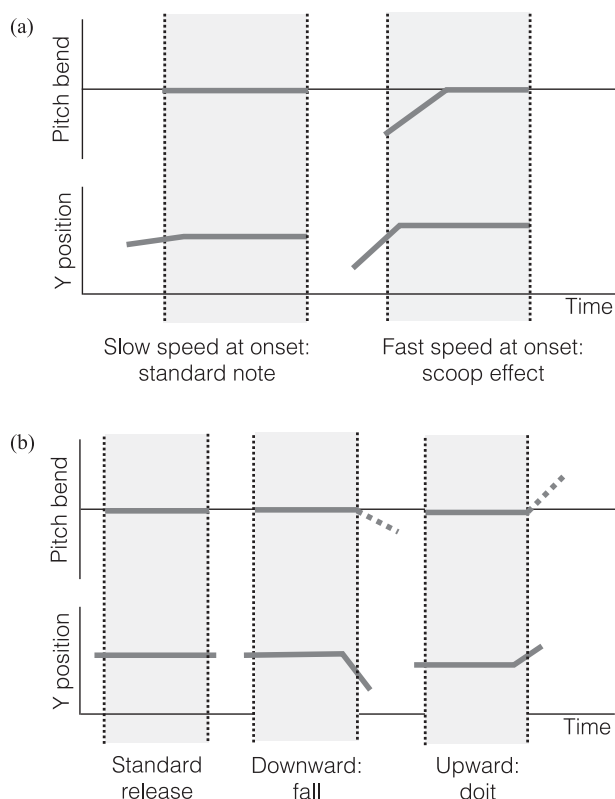 (a)
Pitch bend
Y position
Time
Slow speed at onset:
standard note
Fast speed at onset:
scoop effect
(b)
Pitch bend
Y position
Time
Standard
release
Downward:
fall
Upward:
doit